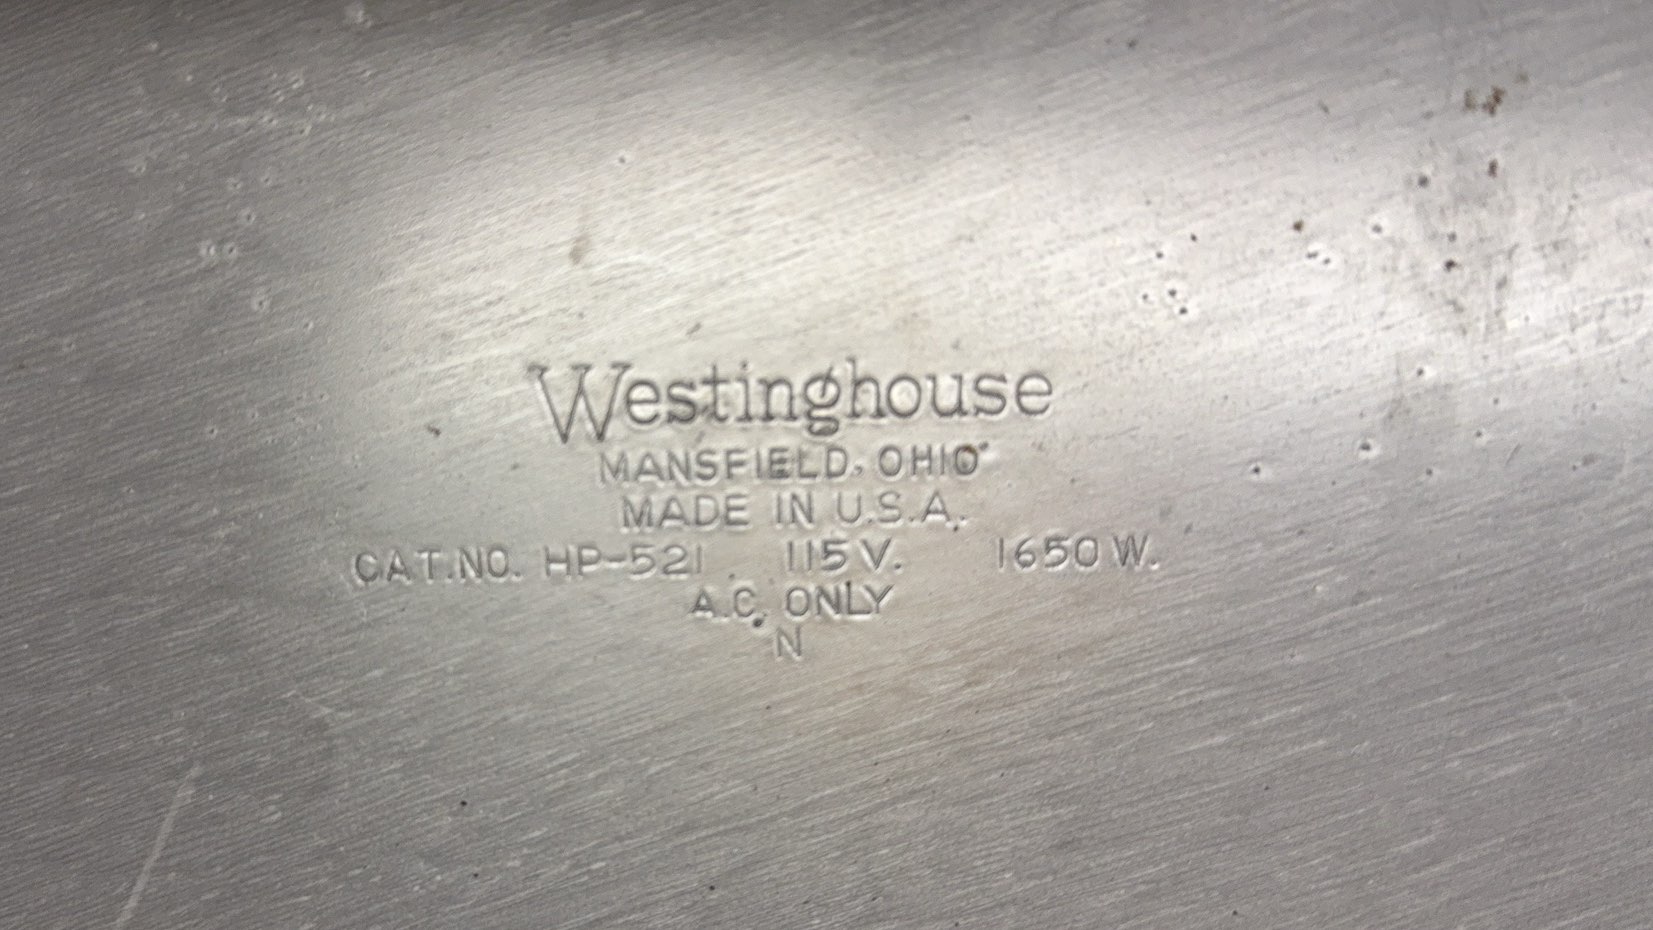 Westinghouse
MANSFIELD, OHIO
MADE IN U.S.A.
CAT.NO. HP-521 115 V. 1650 W.
A.C. ONLY
N